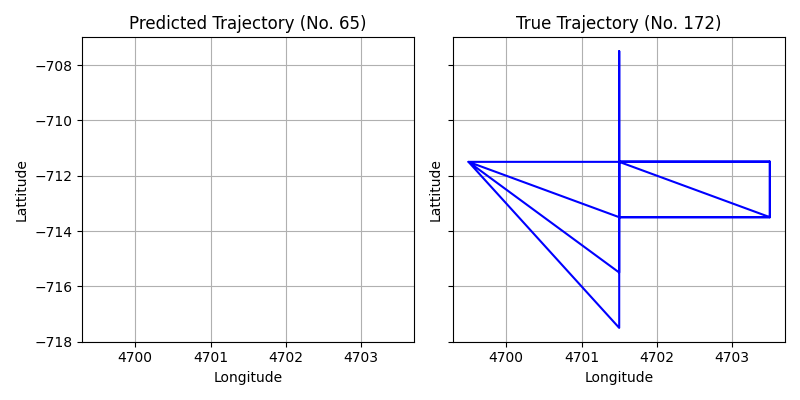 Predicted Trajectory (No. 65)
True Trajectory (No. 172)
−708
−710
−712
−714
−716
−718
Lattitude
Lattitude
4700
4701
4702
4703
4700
4701
4702
4703
Longitude
Longitude